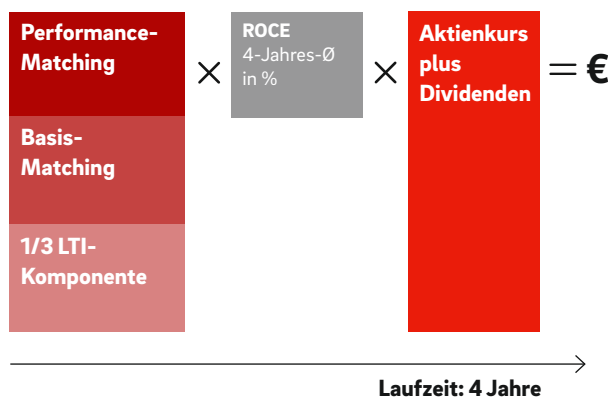 Performance-
Matching
×
ROCE
4-Jahres-Ø
in %
×
Aktienkurs
plus
Dividenden
= €
Basis-
Matching
1/3 LTI-
Komponente
Laufzeit: 4 Jahre